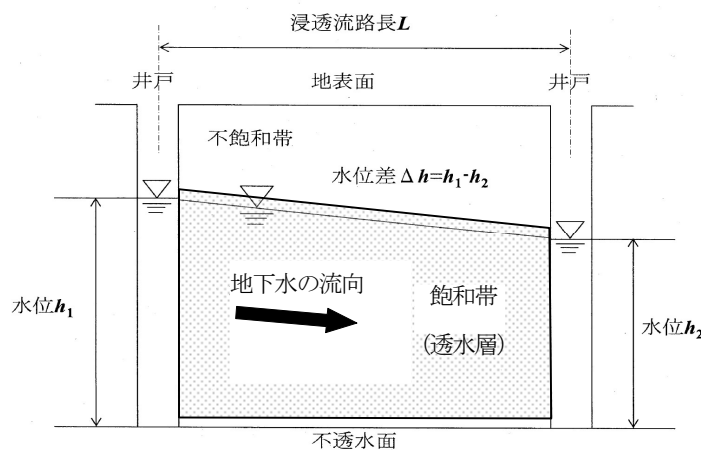 浸透流路長L
井戸
地表面
井戸
不飽和帯
水位差Δh=h1-h2
地下水の流向
飽和帯
水位h1
水位h2
(透水層)
不透水面